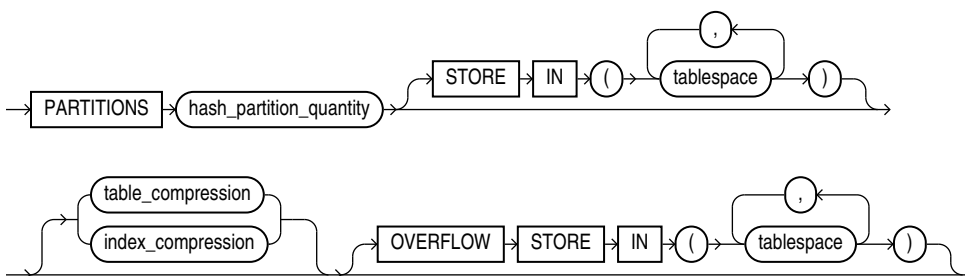 PARTITIONS hash_partition_quantity STORE IN ( tablespace , )
table_compression
index_compression
OVERFLOW STORE IN ( tablespace , )